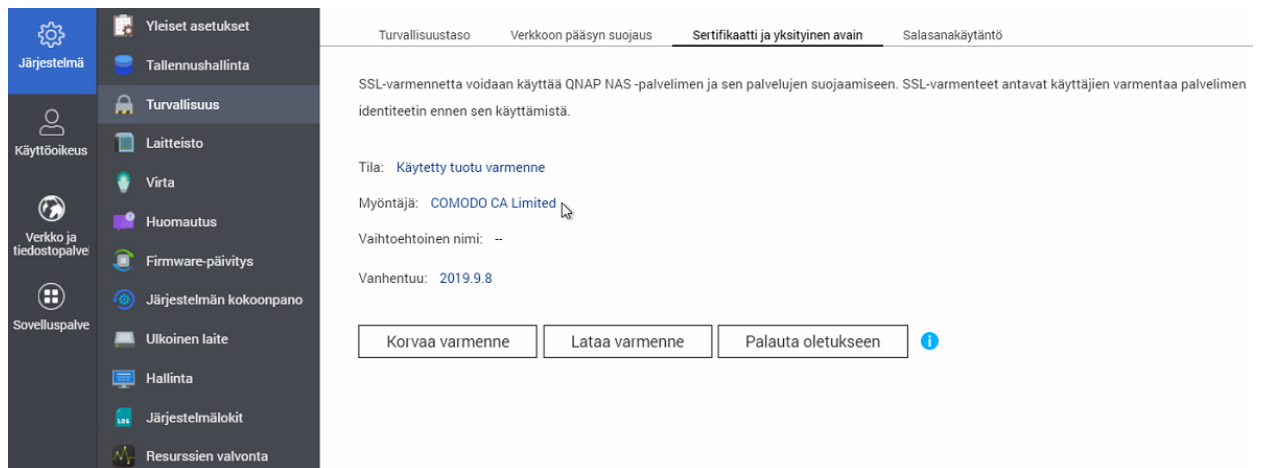 Järjestelmä
Käyttöoikeus
Verkko ja
tiedostopalvel
Sovelluspalve
Yleiset asetukset
Tallennushallinta
Turvallisuus
Laitteisto
Virta
Huomautus
Firmware-päivitys
Järjestelmän kokoonpano
Ulkoinen laite
Hallinta
LOG
Järjestelmälokit
Resurssien valvonta
Turvallisuustaso Verkkoon pääsyn suojaus Sertifikaatti ja yksityinen avain Salasanakäytäntö
SSL-varmennetta voidaan käyttää QNAP NAS -palvelimen ja sen palvelujen suojaamiseen. SSL-varmenteet antavat käyttäjien varmentaa palvelimen
identiteetin ennen sen käyttämistä.
Tila: Käytetty tuotu varmenne
Myöntäjä: COMODO CA Limited
Vaihtoehtoinen nimi: --
Vanhentuu: 2019.9.8
Korvaa varmenne Lataa varmenne Palauta oletukseen